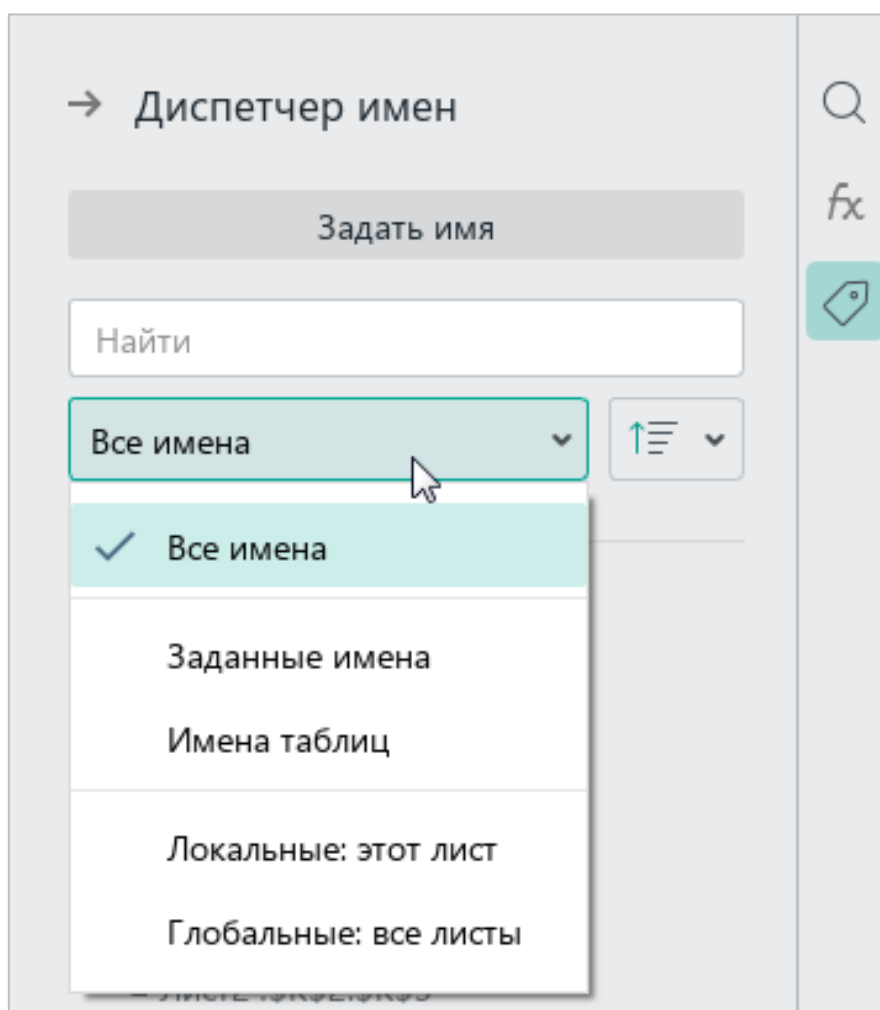 Диспетчер имен
Задать имя
Найти
Все имена
Все имена
Заданные имена
Имена таблиц
Локальные: этот лист
Глобальные: все листы
fx